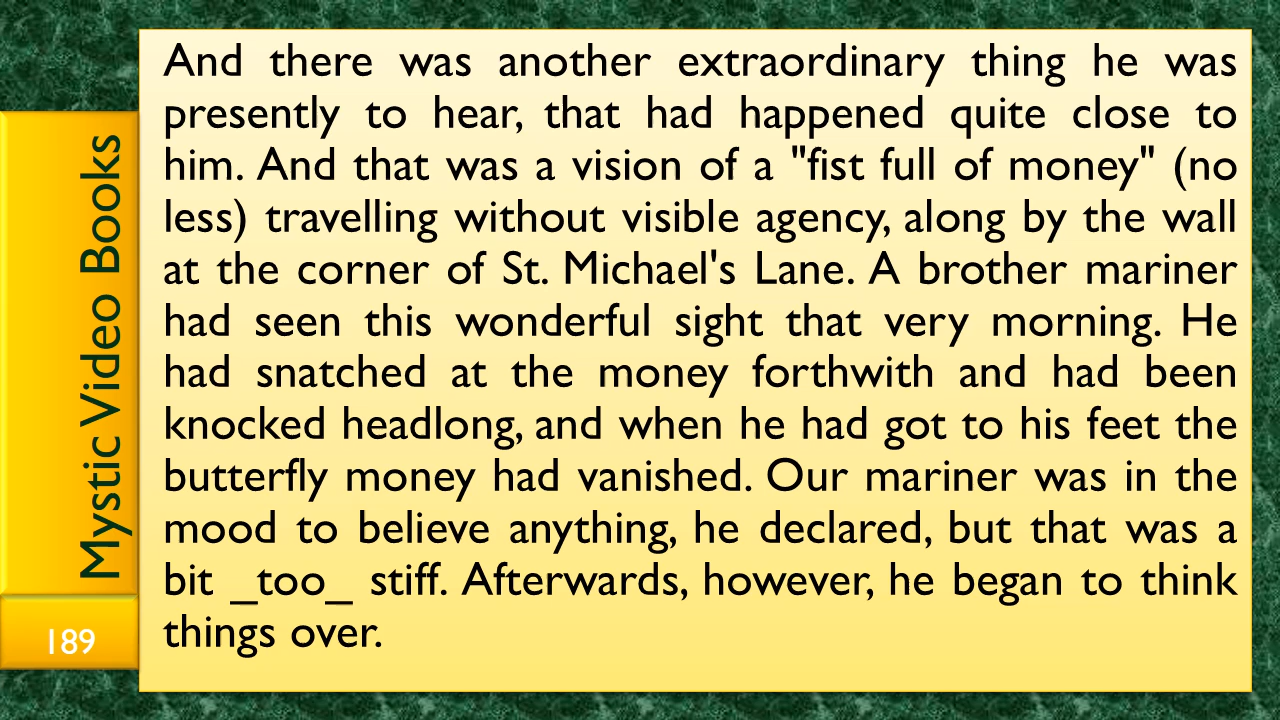 And there was another extraordinary thing he was
presently to hear, that had happened quite close to
him. And that was a vision of a "fist full of money" (no
less) travelling without visible agency, along by the wall
at the corner of St. Michael's Lane. A brother mariner
had seen this wonderful sight that very morning. He
had snatched at the money forthwith and had been
knocked headlong, and when he had got to his feet the
butterfly money had vanished. Our mariner was in the
mood to believe anything, he declared, but that was a
bit _too_ stiff. Afterwards, however, he began to think
things over.
Mystic Video Books
189